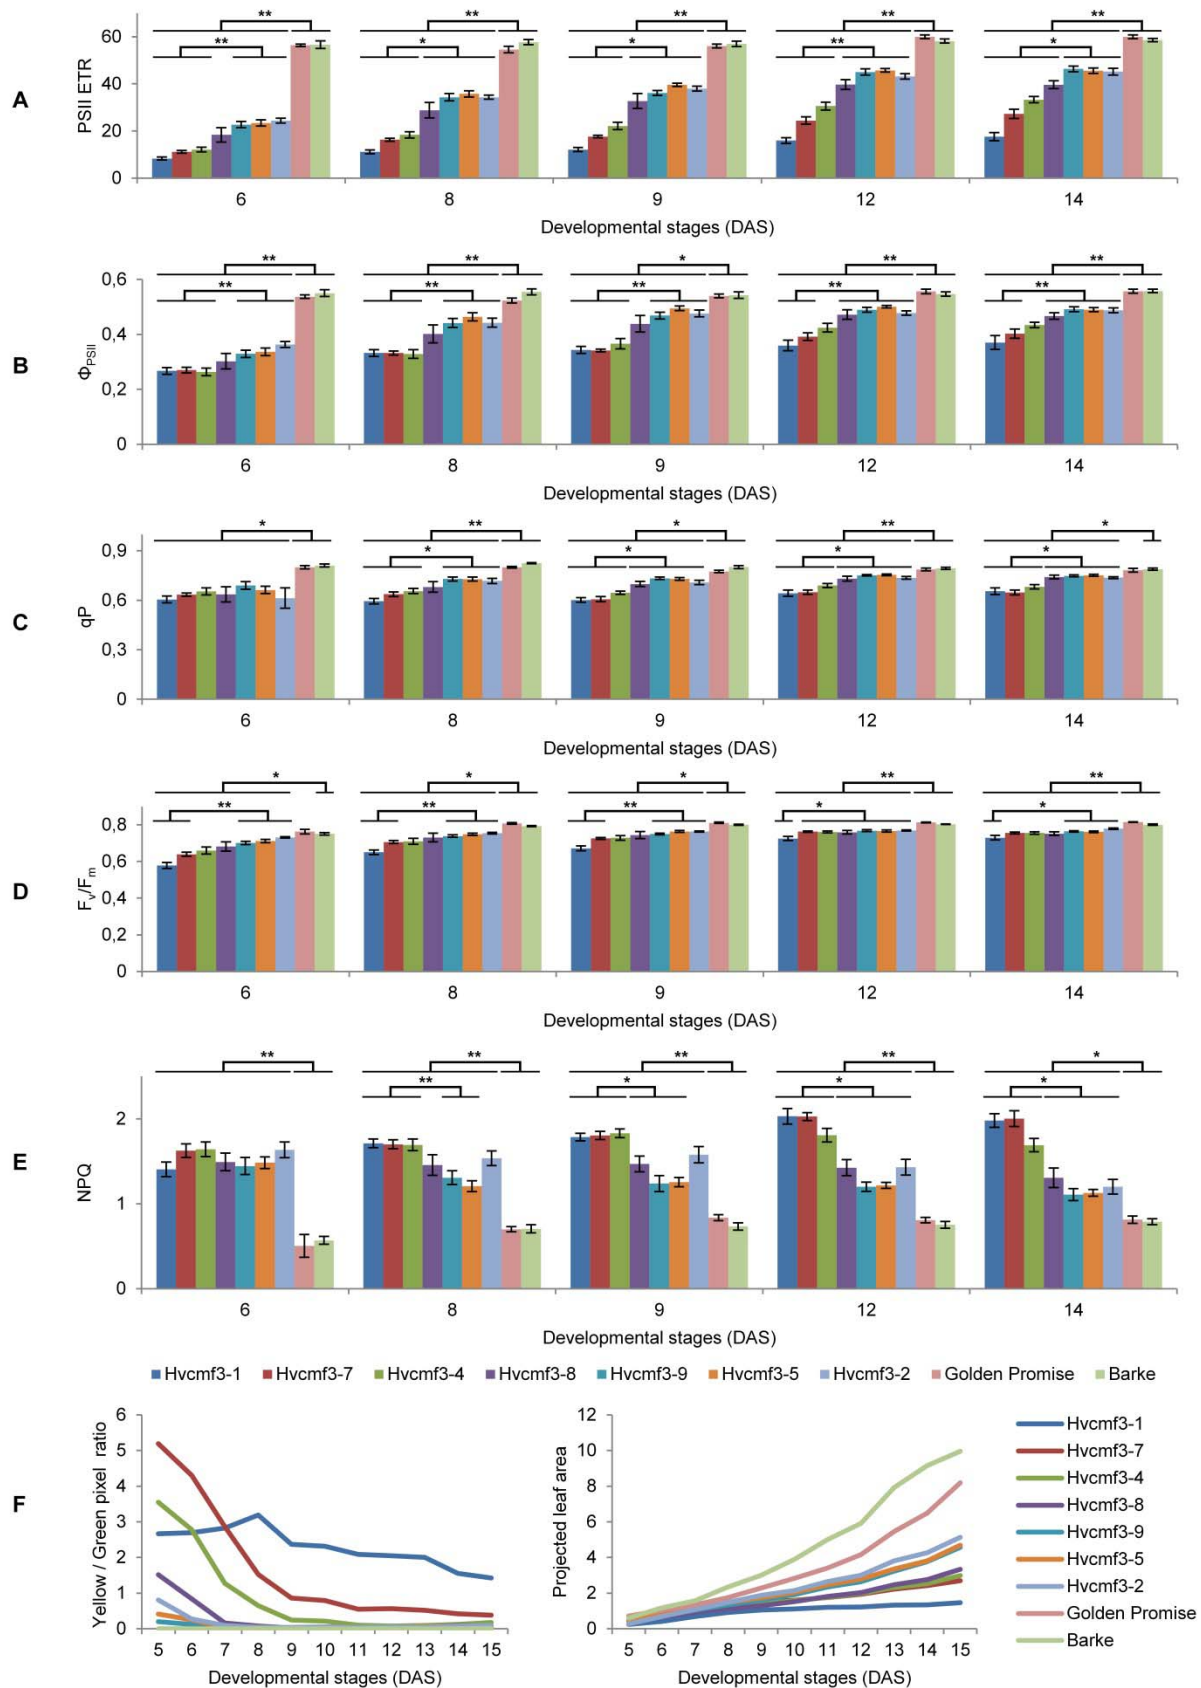 A
PSII ETR
60
40
20
0
** ** ** * ** * ** ** ** *
6 8 9 12 14
Developmental stages (DAS)
B
ΦPSII
0,6
0,4
0,2
0
** ** ** ** * ** ** ** ** **
6 8 9 12 14
Developmental stages (DAS)
C
qP
0,9
0,6
0,3
0
* ** * * * ** * * *
6 8 9 12 14
Developmental stages (DAS)
D
Fv/Fm
0,8
0,6
0,4
0,2
0
* ** * ** * ** ** * ** *
6 8 9 12 14
Developmental stages (DAS)
E
NPQ
2
1
0
** ** ** ** * ** * * *
6 8 9 12 14
Developmental stages (DAS)
Hvcmf3-1 Hvcmf3-7 Hvcmf3-4 Hvcmf3-8 Hvcmf3-9 Hvcmf3-5 Hvcmf3-2 Golden Promise Barke
F
Yellow / Green pixel ratio
6
5
4
3
2
1
0
5 6 7 8 9 10 11 12 13 14 15
Developmental stages (DAS)
Projected leaf area
12
10
8
6
4
2
0
5 6 7 8 9 10 11 12 13 14 15
Developmental stages (DAS)
Hvcmf3-1
Hvcmf3-7
Hvcmf3-4
Hvcmf3-8
Hvcmf3-9
Hvcmf3-5
Hvcmf3-2
Golden Promise
Barke